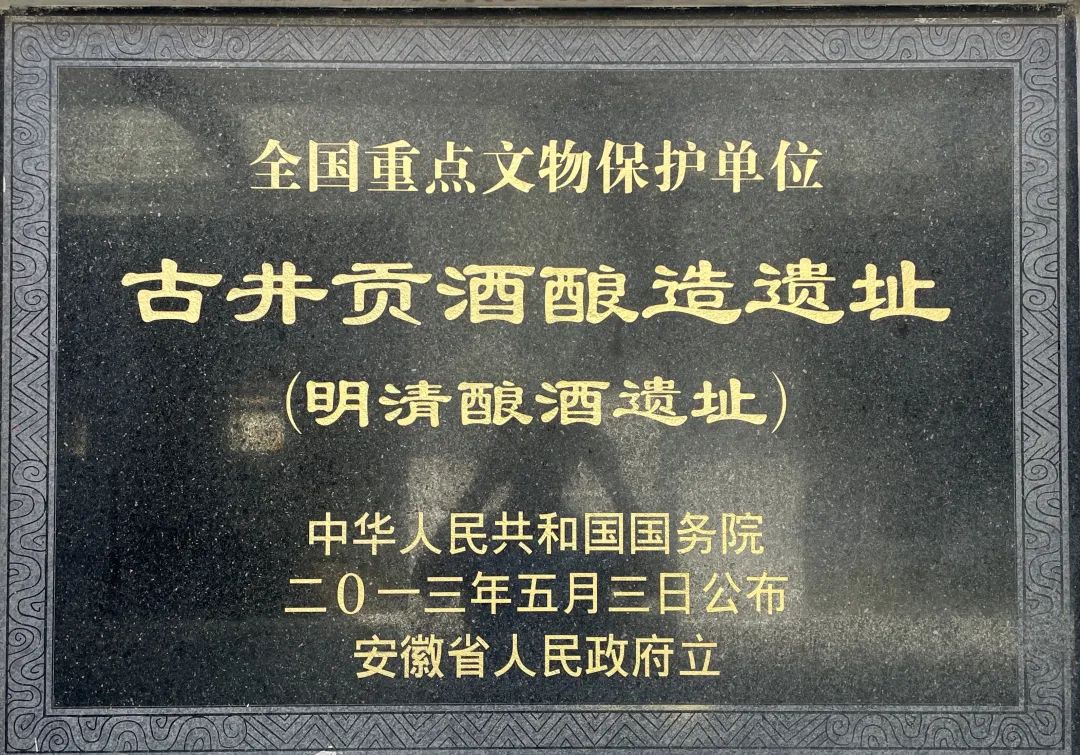 全国重点文物保护单位
古井贡酒酿造遗址
(明清酿酒遗址)
中华人民共和国国务院
二〇一三年五月三日公布
安徽省人民政府立